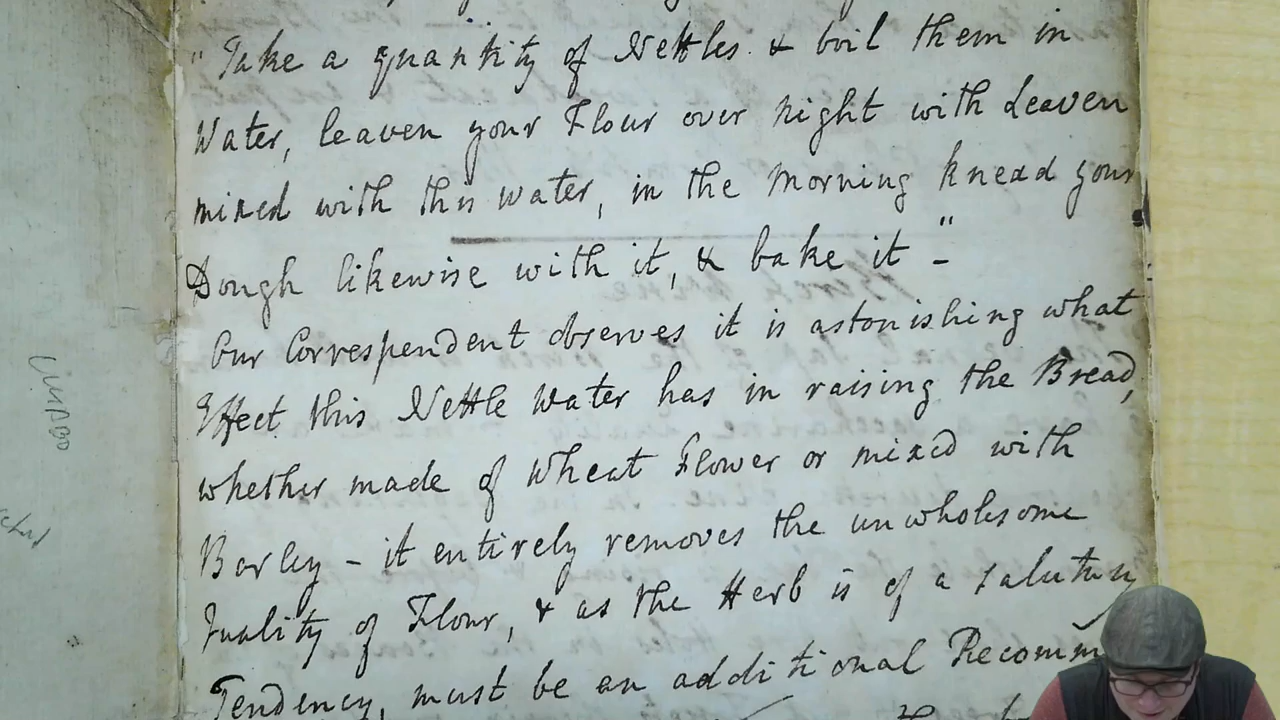 "Take a quantity of Nettles & boil them in
Water, leaven your Flour over night with Leaven
mixed with this water, in the Morning knead your
Dough likewise with it, & bake it –"
Our Correspondent observes it is astonishing what
Effect this Nettle Water has in raising the Bread,
whether made of Wheat Flower or mixed with
Barley – it entirely removes the unwholesome
Quality of Flour, & as the Herb is of a salutary
Tendency, must be an additional Recomm